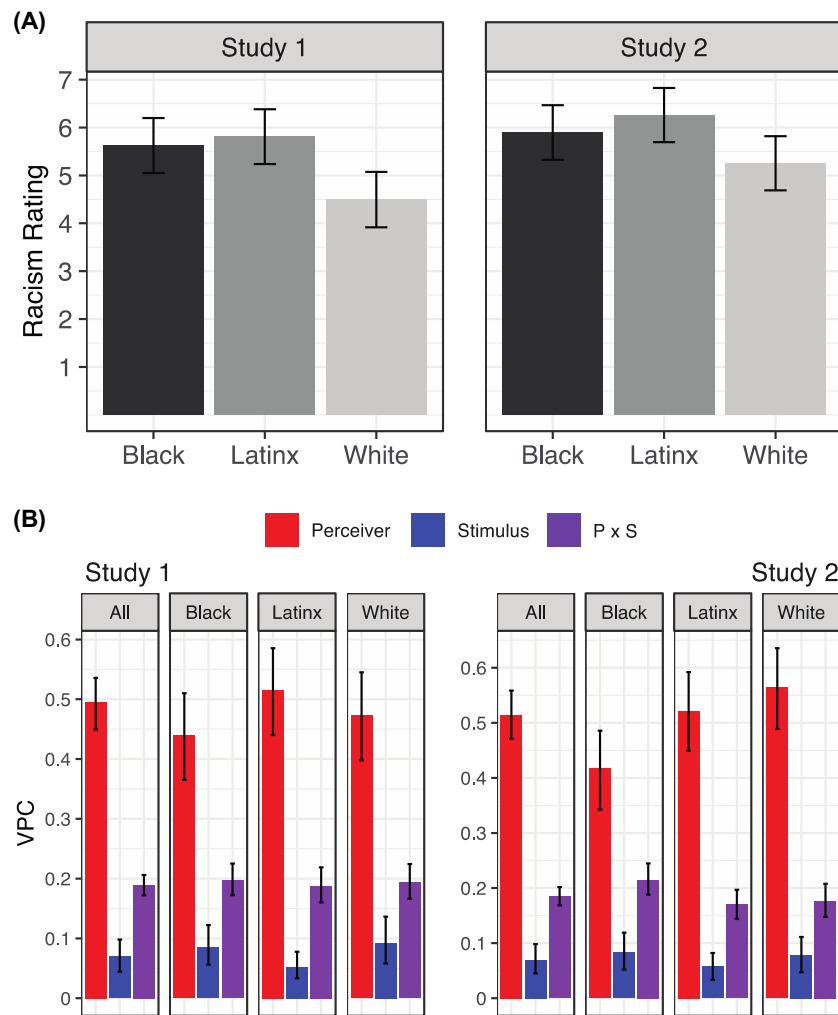 (A)
Study 1
Study 2
Racism Rating
7
6
5
4
3
2
1
Black Latinx White
Black Latinx White
(B)
Perceiver Stimulus P x S
Study 1
Study 2
All Black Latinx White
All Black Latinx White
VPC
0.6
0.5
0.4
0.3
0.2
0.1
0
0.6
0.5
0.4
0.3
0.2
0.1
0